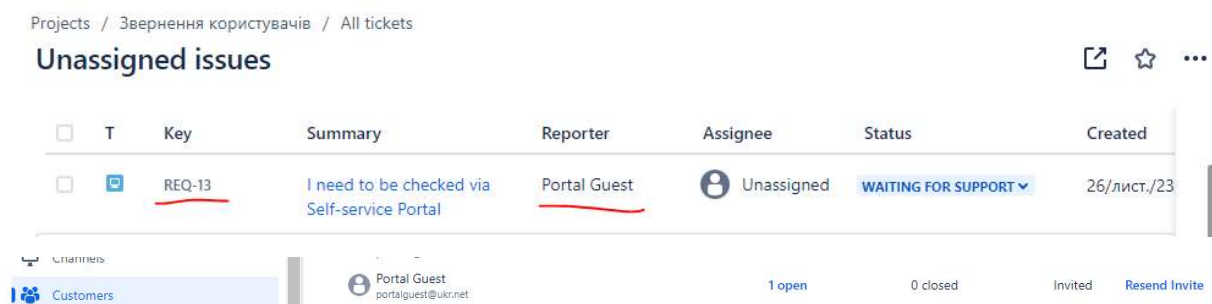 Projects / Звернення користувачів / All tickets
Unassigned issues
T Key Summary Reporter Assignee Status Created
REQ-13 I need to be checked via Portal Guest Unassigned WAITING FOR SUPPORT 26/лист./23
Self-service Portal
Channels
Portal Guest 1 open 0 closed Invited Resend Invite
portalguest@ukr.net
Customers